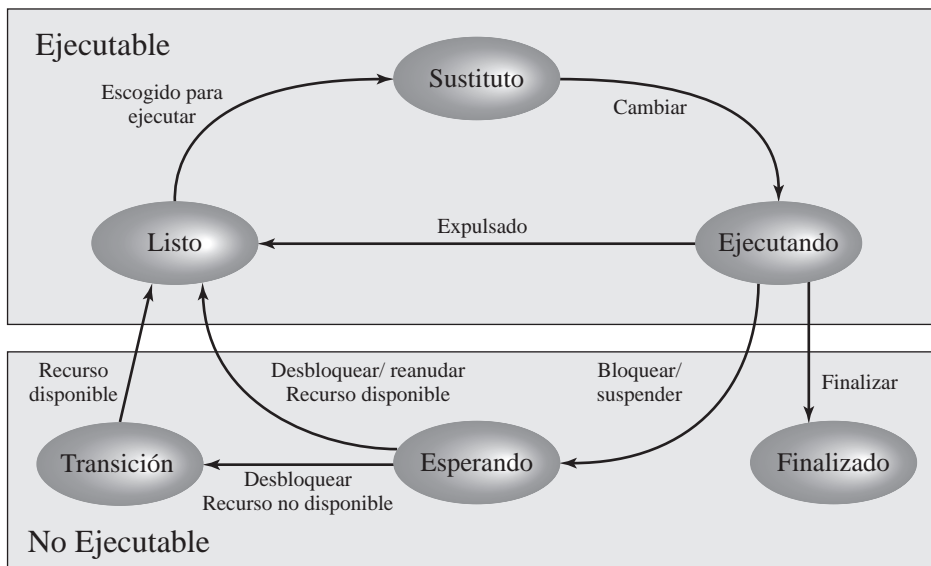 Ejecutable
Sustituto
Escogido para
ejecutar
Cambiar
Listo
Expulsado
Ejecutando
Recurso
disponible
Desbloquear/ reanudar
Recurso disponible
Bloquear/
suspender
Finalizar
Transición
Esperando
Finalizado
Desbloquear
Recurso no disponible
No Ejecutable